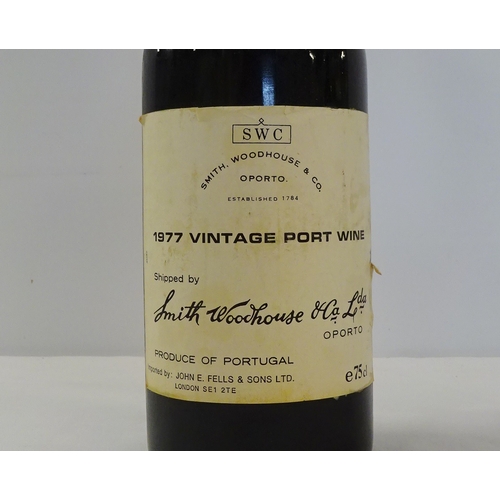 SWC
SMITH, WOODHOUSE & CO.
OPORTO.
ESTABLISHED 1784
1977 VINTAGE PORT WINE
Shipped by
Smith Woodhouse & Ca. Lda.
OPORTO
PRODUCE OF PORTUGAL
Imported by: JOHN E. FELLS & SONS LTD.
LONDON SE1 2TE
e75cl